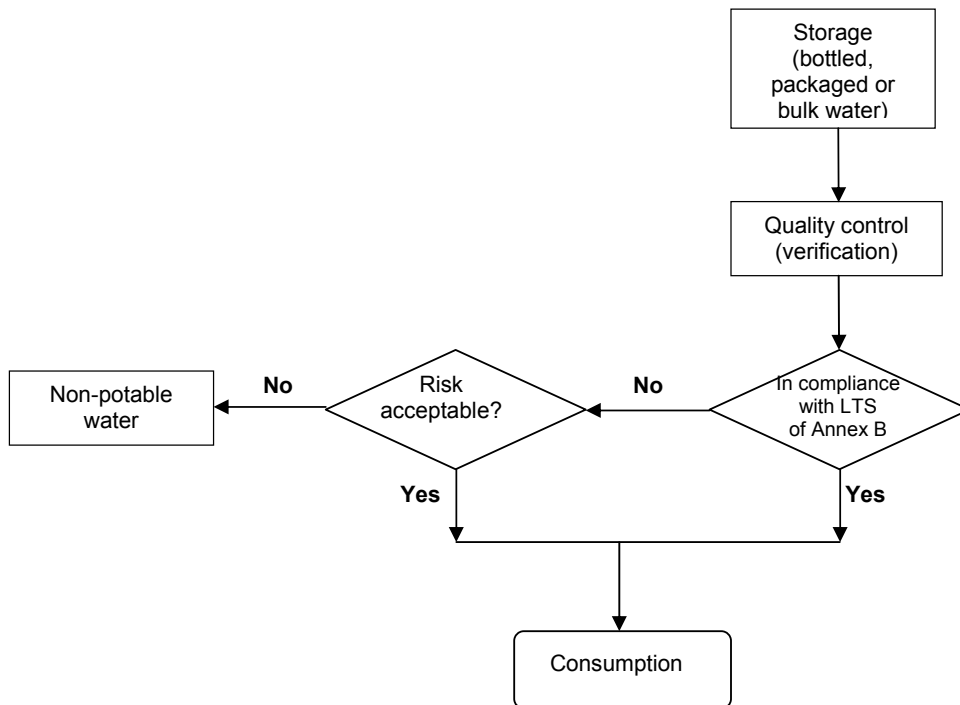 Storage
(bottled,
packaged or
bulk water)
Quality control
(verification)
In compliance
with LTS
of Annex B
No
Risk
acceptable?
No
Non-potable
water
Yes
Yes
Consumption